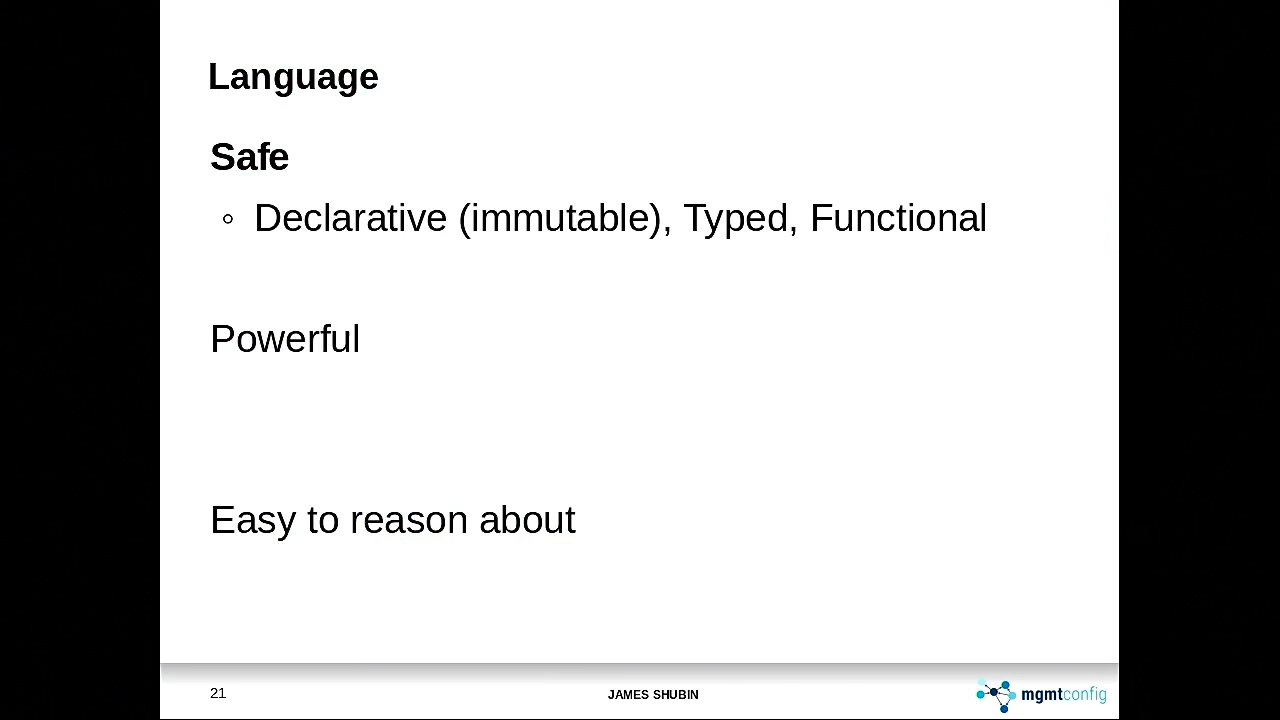 Language
Safe
◦ Declarative (immutable), Typed, Functional
Powerful
Easy to reason about
21
JAMES SHUBIN
mgmtconfig